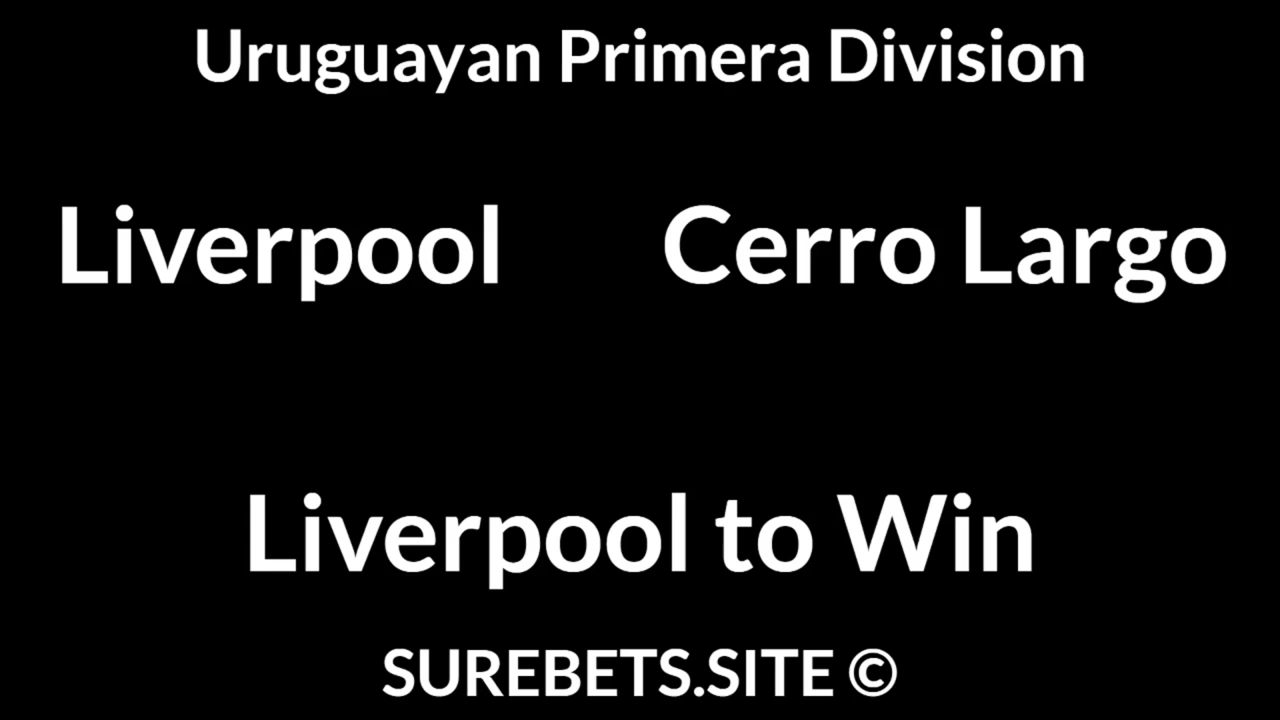 Uruguayan Primera Division
Liverpool Cerro Largo
Liverpool to Win
SUREBETS.SITE ©